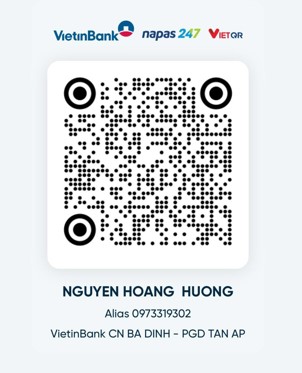 VietinBank napas 247 VIETQR
NGUYEN HOANG HUONG
Alias 0973319302
VietinBank CN BA DINH - PGD TAN AP